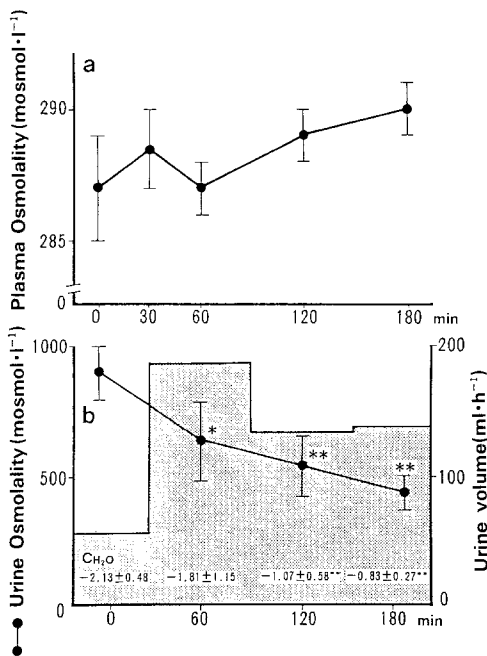 a
Plasma Osmolality (mosmol·l⁻¹)
290
285
0
0 30 60 120 180 min
b
Urine Osmolality (mosmol·l⁻¹)
1000
500
0
Urine volume (ml·h⁻¹)
200
100
0
*
**
**
CH₂O
−2.13±0.48 −1.81±1.15 −1.07±0.58** −0.83±0.27**
0 60 120 180 min